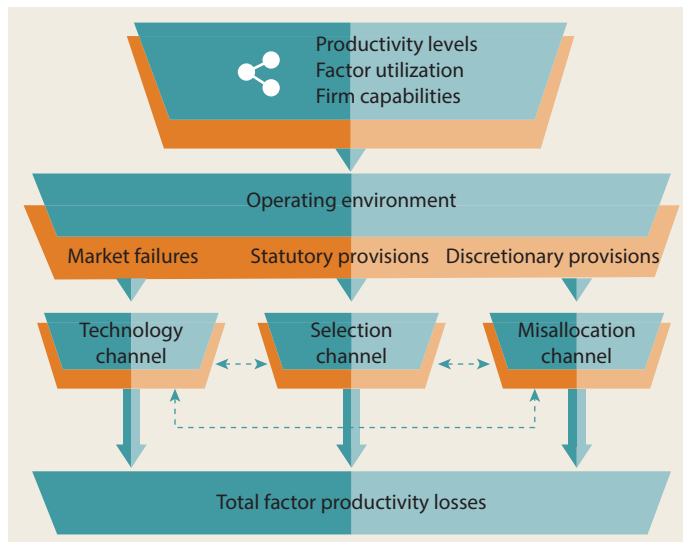 Productivity levels
Factor utilization
Firm capabilities
Operating environment
Market failures
Statutory provisions
Discretionary provisions
Technology
channel
Selection
channel
Misallocation
channel
Total factor productivity losses